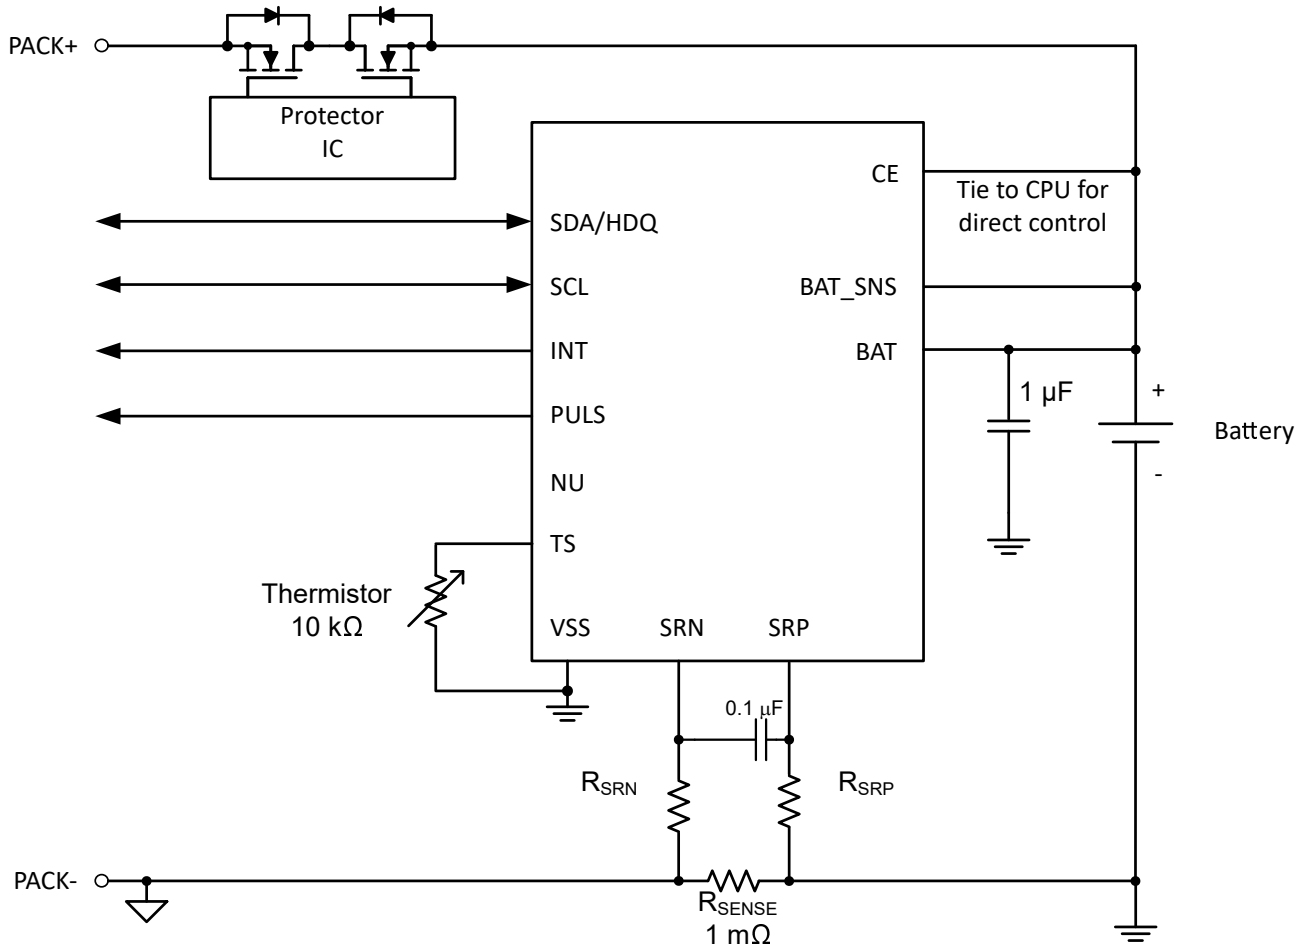 PACK+
Protector
IC
CE
Tie to CPU for
direct control
SDA/HDQ
SCL
BAT_SNS
INT
BAT
1 µF
+
PULS
Battery
-
NU
TS
Thermistor
10 kΩ
VSS
SRN
SRP
0.1 µF
RSRN
RSRP
PACK-
RSENSE
1 mΩ